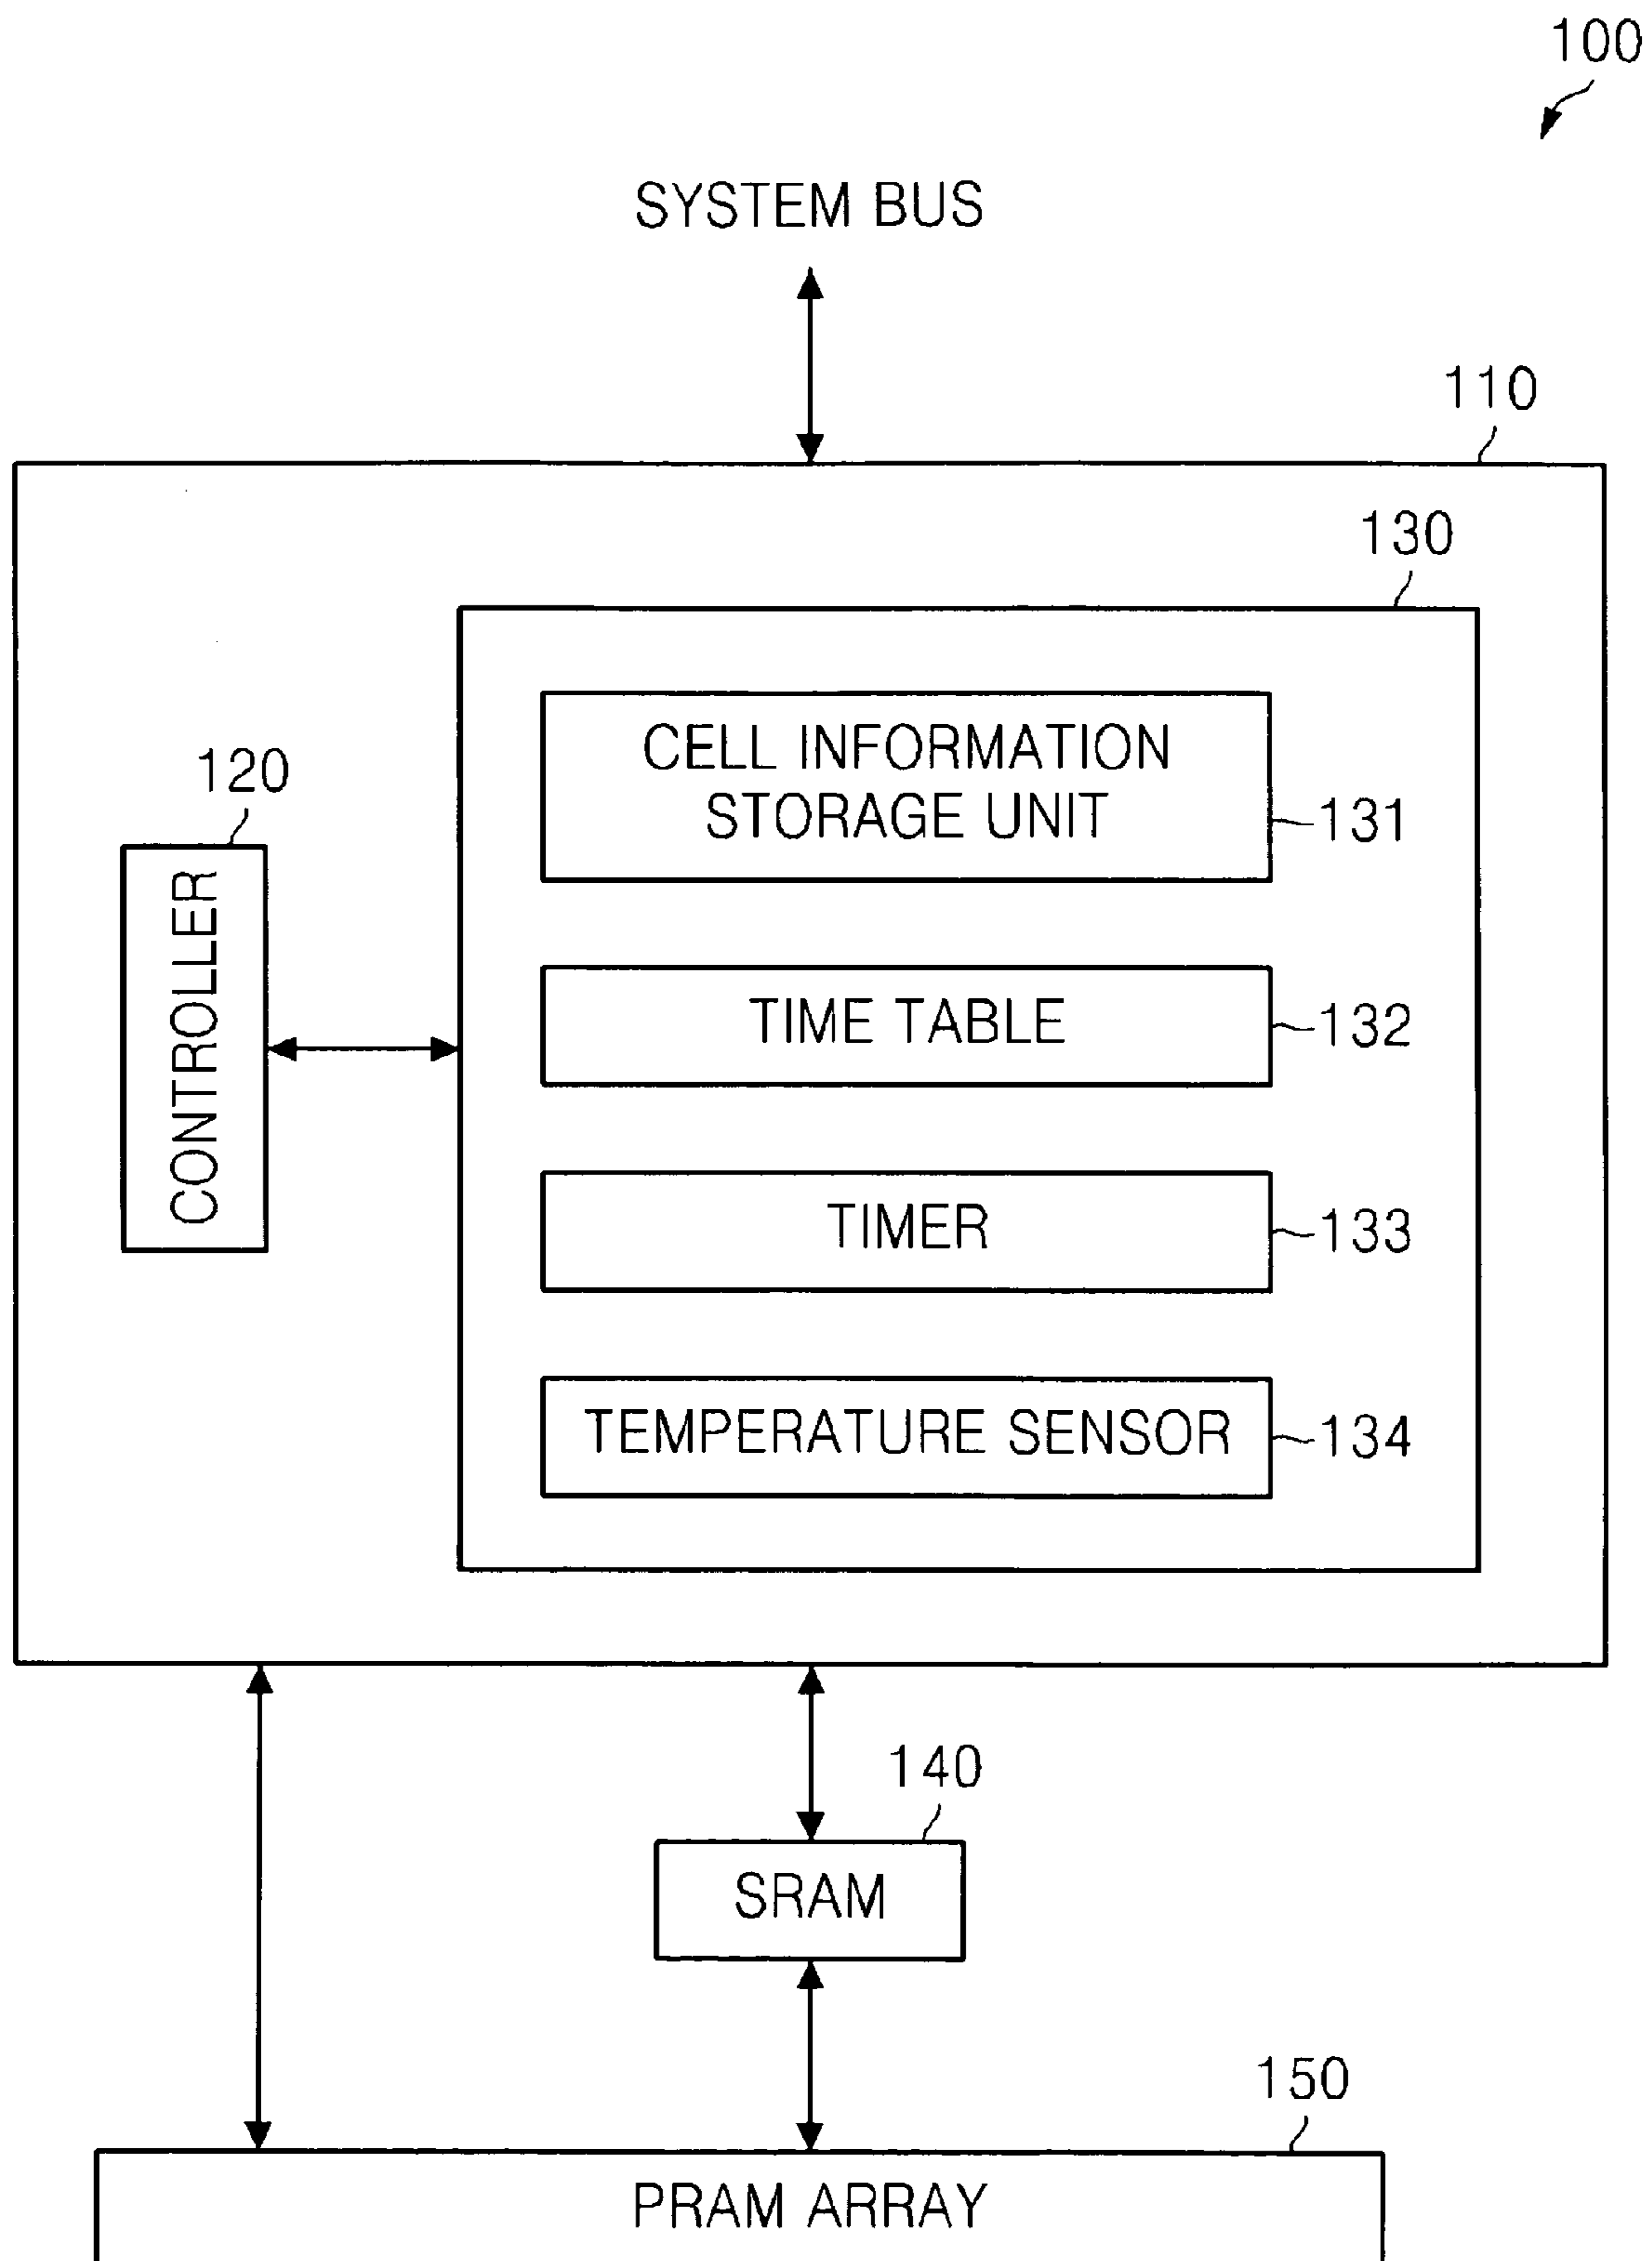 100
SYSTEM BUS
110
130
CELL INFORMATION
STORAGE UNIT
131
120
CONTROLLER
TIME TABLE
132
TIMER
133
TEMPERATURE SENSOR
134
140
SRAM
150
PRAM ARRAY